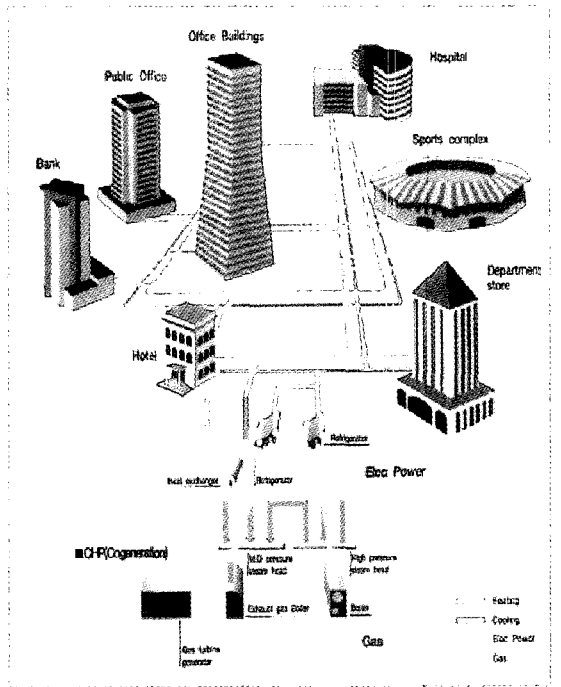 Office Buildings
Hospital
Public Office
Sports complex
Bank
Department
store
Hotel
Refrigerator
Heat exchanger
Refrigerator
Elec Power
■CHP(Cogeneration)
MID pressure
steam head
High pressure
steam head
Exhaust gas Boiler
Boiler
Gas
Gas turbine
generator
Heating
Cooling
Elec Power
Gas